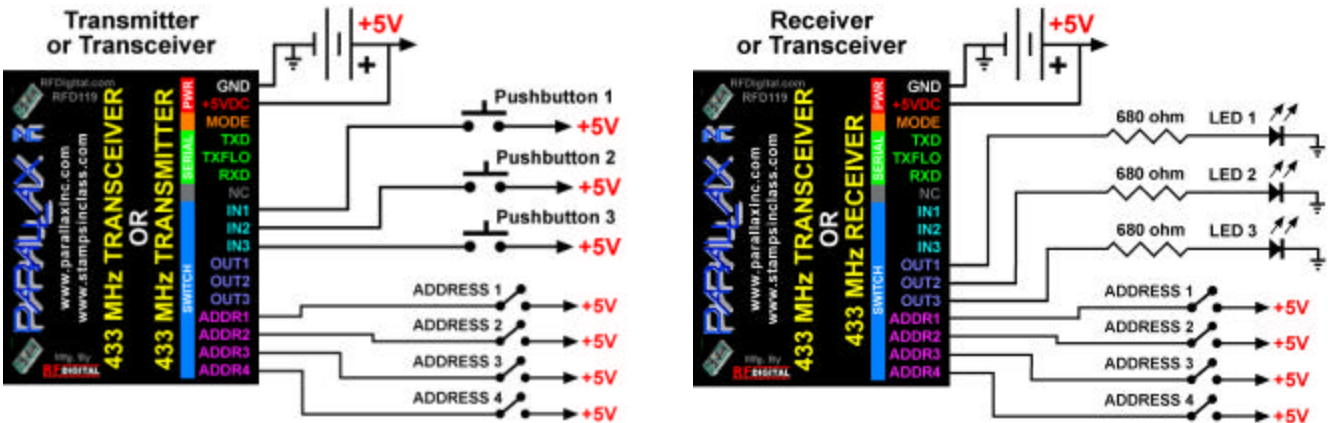 Transmitter
or Transceiver
+5V
+
RFDigital.com
RFD119
PARALLAX
www.parallaxinc.com
www.stampsinclass.com
433 MHz TRANSCEIVER
OR
433 MHz TRANSMITTER
Mfg. By
RFDIGITAL
PWR
SERIAL
SWITCH
GND
+5VDC
MODE
TXD
TXFLO
RXD
NC
IN1
IN2
IN3
OUT1
OUT2
OUT3
ADDR1
ADDR2
ADDR3
ADDR4
Pushbutton 1
+5V
Pushbutton 2
+5V
Pushbutton 3
+5V
ADDRESS 1
+5V
ADDRESS 2
+5V
ADDRESS 3
+5V
ADDRESS 4
+5V
Receiver
or Transceiver
+5V
+
RFDigital.com
RFD119
PARALLAX
www.parallaxinc.com
www.stampsinclass.com
433 MHz TRANSCEIVER
OR
433 MHz RECEIVER
Mfg. By
RFDIGITAL
PWR
SERIAL
SWITCH
GND
+5VDC
MODE
TXD
TXFLO
RXD
NC
IN1
IN2
IN3
OUT1
OUT2
OUT3
ADDR1
ADDR2
ADDR3
ADDR4
680 ohm LED 1
680 ohm LED 2
680 ohm LED 3
ADDRESS 1
+5V
ADDRESS 2
+5V
ADDRESS 3
+5V
ADDRESS 4
+5V